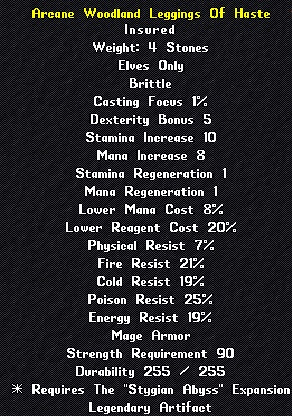 Arcane Woodland Leggings Of Haste
Insured
Weight: 4 Stones
Elves Only
Brittle
Casting Focus 1%
Dexterity Bonus 5
Stamina Increase 10
Mana Increase 8
Stamina Regeneration 1
Mana Regeneration 1
Lower Mana Cost 8%
Lower Reagent Cost 20%
Physical Resist 7%
Fire Resist 21%
Cold Resist 19%
Poison Resist 25%
Energy Resist 19%
Mage Armor
Strength Requirement 90
Durability 255 / 255
* Requires The "Stygian Abyss" Expansion
Legendary Artifact